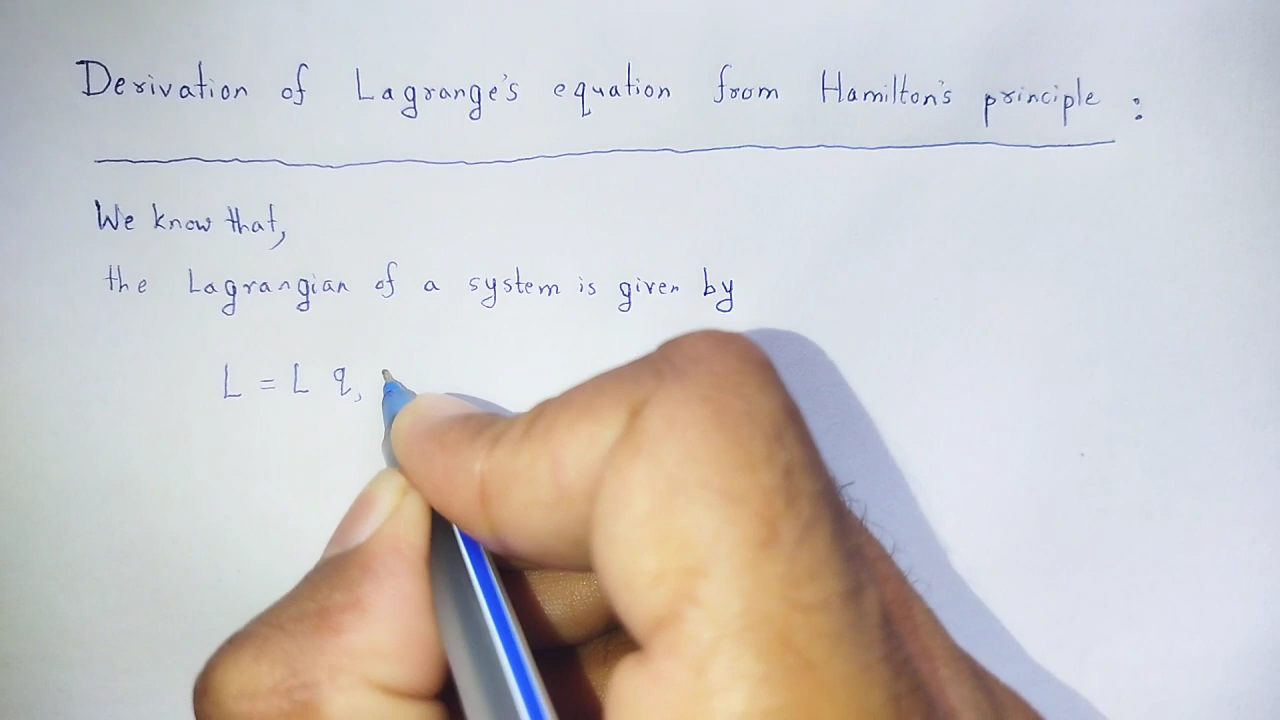 Derivation of Lagrange's equation from Hamilton's principle :
We know that,
the Lagrangian of a system is given by
L = L q,